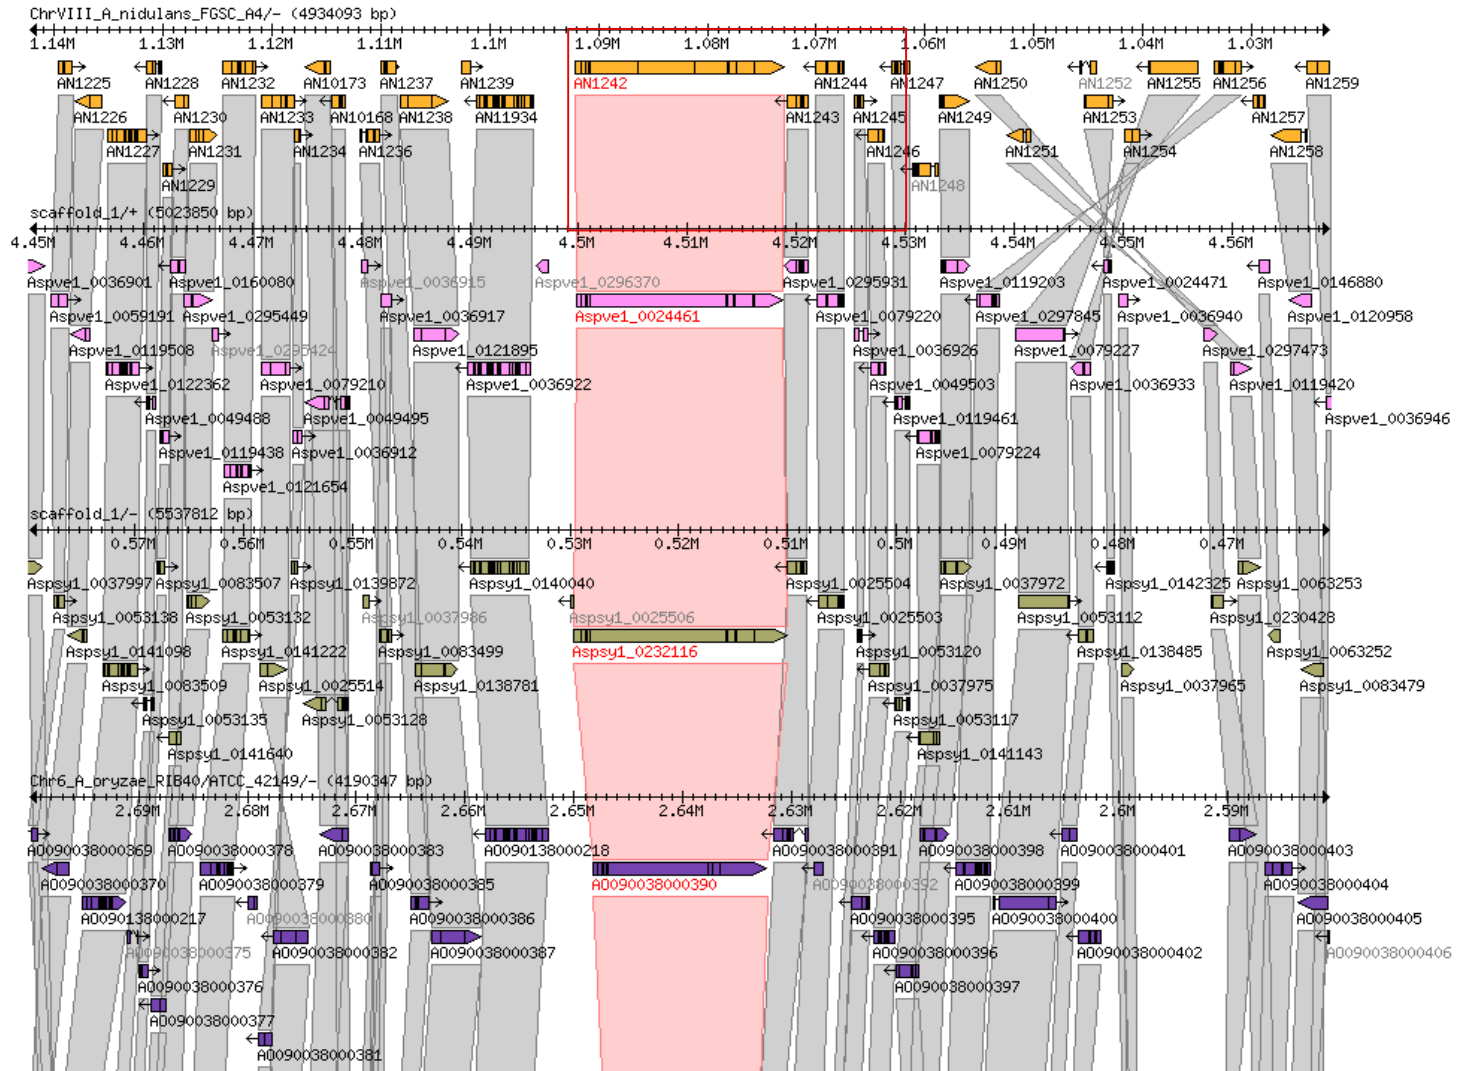 ChrVIII_A_nidulans_FGSC_A4/- (4934093 bp)
1.14M 1.13M 1.12M 1.11M 1.1M 1.09M 1.08M 1.07M 1.06M 1.05M 1.04M 1.03M
AN1225 AN1228 AN1232 AN10173 AN1237 AN1239 AN1242 AN1244 AN1247 AN1250 AN1252 AN1255 AN1256 AN1259
AN1226 AN1230 AN1233 AN10168 AN1238 AN11934 AN1243 AN1245 AN1249 AN1253 AN1257
AN1227 AN1231 AN1234 AN1236 AN1246 AN1251 AN1254 AN1258
AN1229 AN1248
scaffold_1/+ (5023850 bp)
4.45M 4.46M 4.47M 4.48M 4.49M 4.5M 4.51M 4.52M 4.53M 4.54M 4.55M 4.56M
Aspve1_0036901 Aspve1_0160080 Aspve1_0036915 Aspve1_0296370 Aspve1_0295931 Aspve1_0119203 Aspve1_0024471 Aspve1_0146880
Aspve1_0059191 Aspve1_0295449 Aspve1_0036917 Aspve1_0024461 Aspve1_0079220 Aspve1_0297845 Aspve1_0036940 Aspve1_0120958
Aspve1_0119508 Aspve1_0295424 Aspve1_0121895 Aspve1_0036926 Aspve1_0079227 Aspve1_0297473
Aspve1_0122362 Aspve1_0079210 Aspve1_0036922 Aspve1_0049503 Aspve1_0036933 Aspve1_0119420
Aspve1_0049488 Aspve1_0049495 Aspve1_0119461 Aspve1_0036946
Aspve1_0119438 Aspve1_0036912 Aspve1_0079224
Aspve1_0121654
scaffold_1/- (5537812 bp)
0.57M 0.56M 0.55M 0.54M 0.53M 0.52M 0.51M 0.5M 0.49M 0.48M 0.47M
Aspsy1_0037997 Aspsy1_0083507 Aspsy1_0139872 Aspsy1_0140040 Aspsy1_0025504 Aspsy1_0037972 Aspsy1_0142325 Aspsy1_0063253
Aspsy1_0053138 Aspsy1_0053132 Aspsy1_0037986 Aspsy1_0025506 Aspsy1_0025503 Aspsy1_0053112 Aspsy1_0230428
Aspsy1_0141098 Aspsy1_0141222 Aspsy1_0083499 Aspsy1_0232116 Aspsy1_0053120 Aspsy1_0138485 Aspsy1_0063252
Aspsy1_0083509 Aspsy1_0025514 Aspsy1_0138781 Aspsy1_0037975 Aspsy1_0037965 Aspsy1_0083479
Aspsy1_0053135 Aspsy1_0053128 Aspsy1_0053117
Aspsy1_0141640 Aspsy1_0141143
Chr6_A_oryzae_RIB40/ATCC_42149/- (4190347 bp)
2.69M 2.68M 2.67M 2.66M 2.65M 2.64M 2.63M 2.62M 2.61M 2.6M 2.59M
AO090038000369 AO090038000378 AO090038000383 AO090138000218 AO090038000391 AO090038000398 AO090038000401 AO090038000403
AO090038000370 AO090038000379 AO090038000385 AO090038000390 AO090038000392 AO090038000399 AO090038000404
AO090138000217 AO090038000380 AO090038000386 AO090038000395 AO090038000400 AO090038000405
AO090038000375 AO090038000382 AO090038000387 AO090038000396 AO090038000402 AO090038000406
AO090038000376 AO090038000397
AO090038000377
AO090038000381